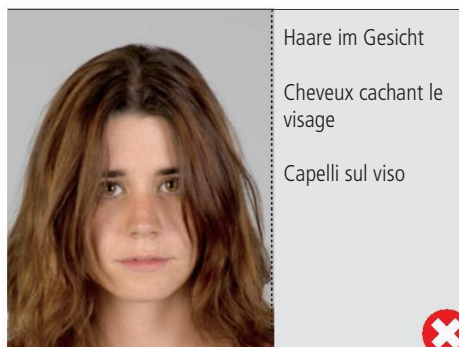 Haare im Gesicht
Cheveux cachant le
visage
Capelli sul viso